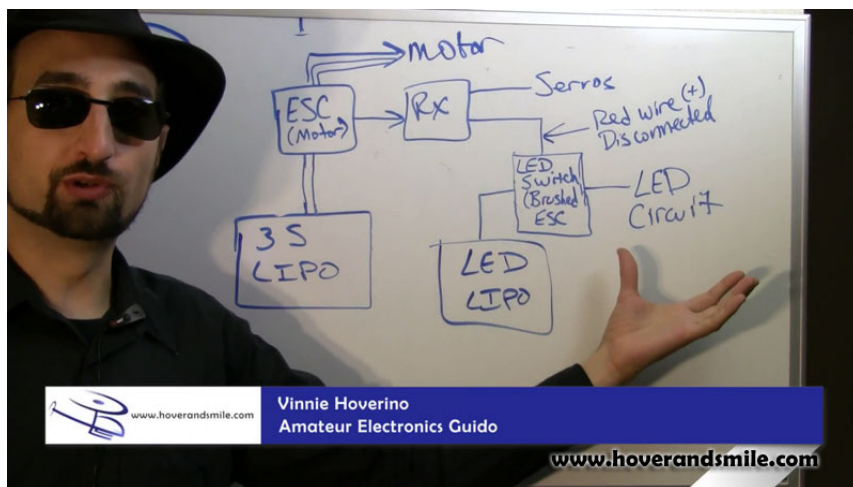 motor
ESC
(Motor)
RX
Servos
Red wire (+)
Disconnected
LED
Switch
(Brushed
ESC
LED
Circuit
3S
LIPO
LED
LIPO
www.hoverandsmile.com
Vinnie Hoverino
Amateur Electronics Guido
www.hoverandsmile.com